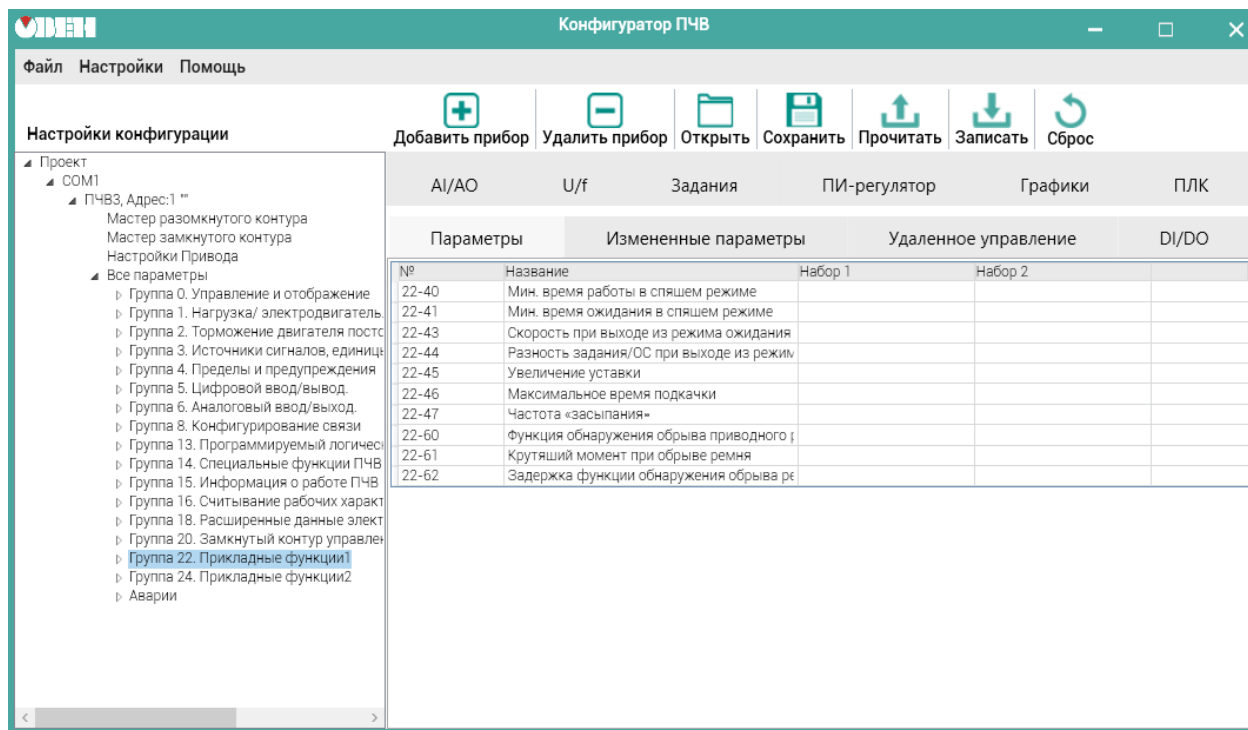 ОВЕН
Конфигуратор ПЧВ
Файл Настройки Помощь
Настройки конфигурации
Добавить прибор Удалить прибор Открыть Сохранить Прочитать Записать Сброс
Проект
COM1
ПЧВ3, Адрес:1 ""
Мастер разомкнутого контура
Мастер замкнутого контура
Настройки Привода
Все параметры
Группа 0. Управление и отображение
Группа 1. Нагрузка/ электродвигатель.
Группа 2. Торможение двигателя постс
Группа 3. Источники сигналов, единиць
Группа 4. Пределы и предупреждения
Группа 5. Цифровой ввод/вывод.
Группа 6. Аналоговый ввод/выход.
Группа 8. Конфигурирование связи
Группа 13. Программируемый логичес
Группа 14. Специальные функции ПЧВ
Группа 15. Информация о работе ПЧВ
Группа 16. Считывание рабочих характ
Группа 18. Расширенные данные элект
Группа 20. Замкнутый контур управлен
Группа 22. Прикладные функции1
Группа 24. Прикладные функции2
Аварии
AI/AO U/f Задания ПИ-регулятор Графики ПЛК
Параметры Измененные параметры Удаленное управление DI/DO
№ Название Набор 1 Набор 2
22-40 Мин. время работы в спящем режиме
22-41 Мин. время ожидания в спящем режиме
22-43 Скорость при выходе из режима ожидания
22-44 Разность задания/ОС при выходе из режим
22-45 Увеличение уставки
22-46 Максимальное время подкачки
22-47 Частота «засыпания»
22-60 Функция обнаружения обрыва приводного р
22-61 Крутящий момент при обрыве ремня
22-62 Задержка функции обнаружения обрыва ре